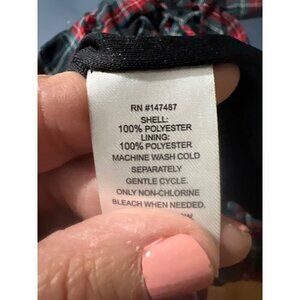 RN #147487
SHELL:
100% POLYESTER
LINING:
100% POLYESTER
MACHINE WASH COLD
SEPARATELY
GENTLE CYCLE.
ONLY NON-CHLORINE
BLEACH WHEN NEEDED.